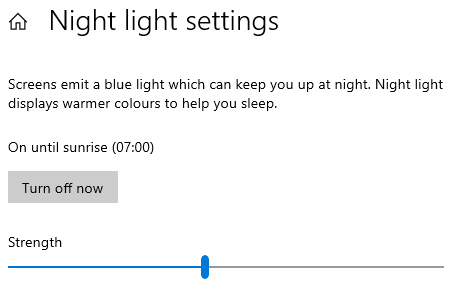 Night light settings
Screens emit a blue light which can keep you up at night. Night light
displays warmer colours to help you sleep.
On until sunrise (07:00)
Turn off now
Strength